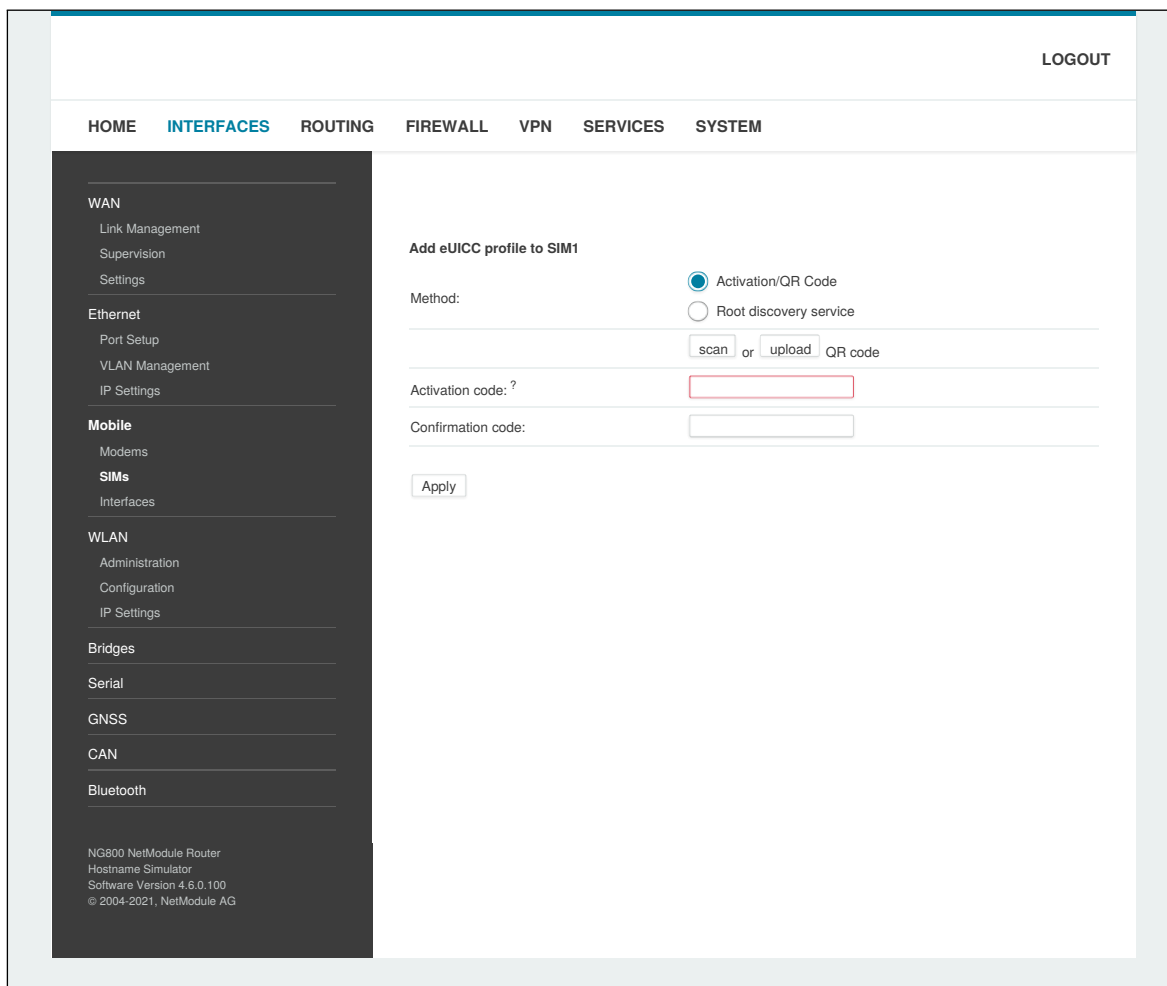 LOGOUT
HOME INTERFACES ROUTING FIREWALL VPN SERVICES SYSTEM
WAN
Link Management
Supervision
Settings
Ethernet
Port Setup
VLAN Management
IP Settings
Mobile
Modems
SIMs
Interfaces
WLAN
Administration
Configuration
IP Settings
Bridges
Serial
GNSS
CAN
Bluetooth
NG800 NetModule Router
Hostname Simulator
Software Version 4.6.0.100
© 2004-2021, NetModule AG
Add eUICC profile to SIM1
Method:
Activation/QR Code
Root discovery service
scan or upload QR code
Activation code: ?
Confirmation code:
Apply